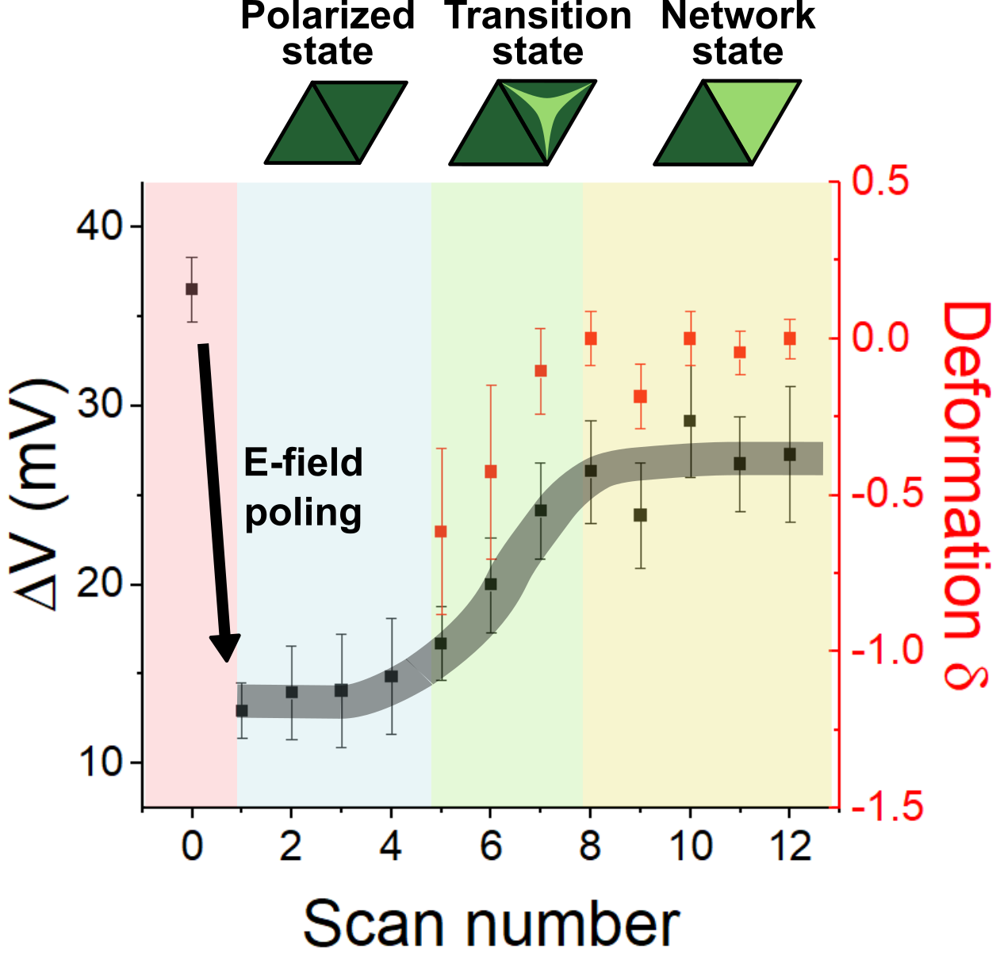 Polarized
state
Transition
state
Network
state
40
30
20
10
ΔV (mV)
E-field
poling
0.5
0.0
-0.5
-1.0
-1.5
Deformation δ
0 2 4 6 8 10 12
Scan number